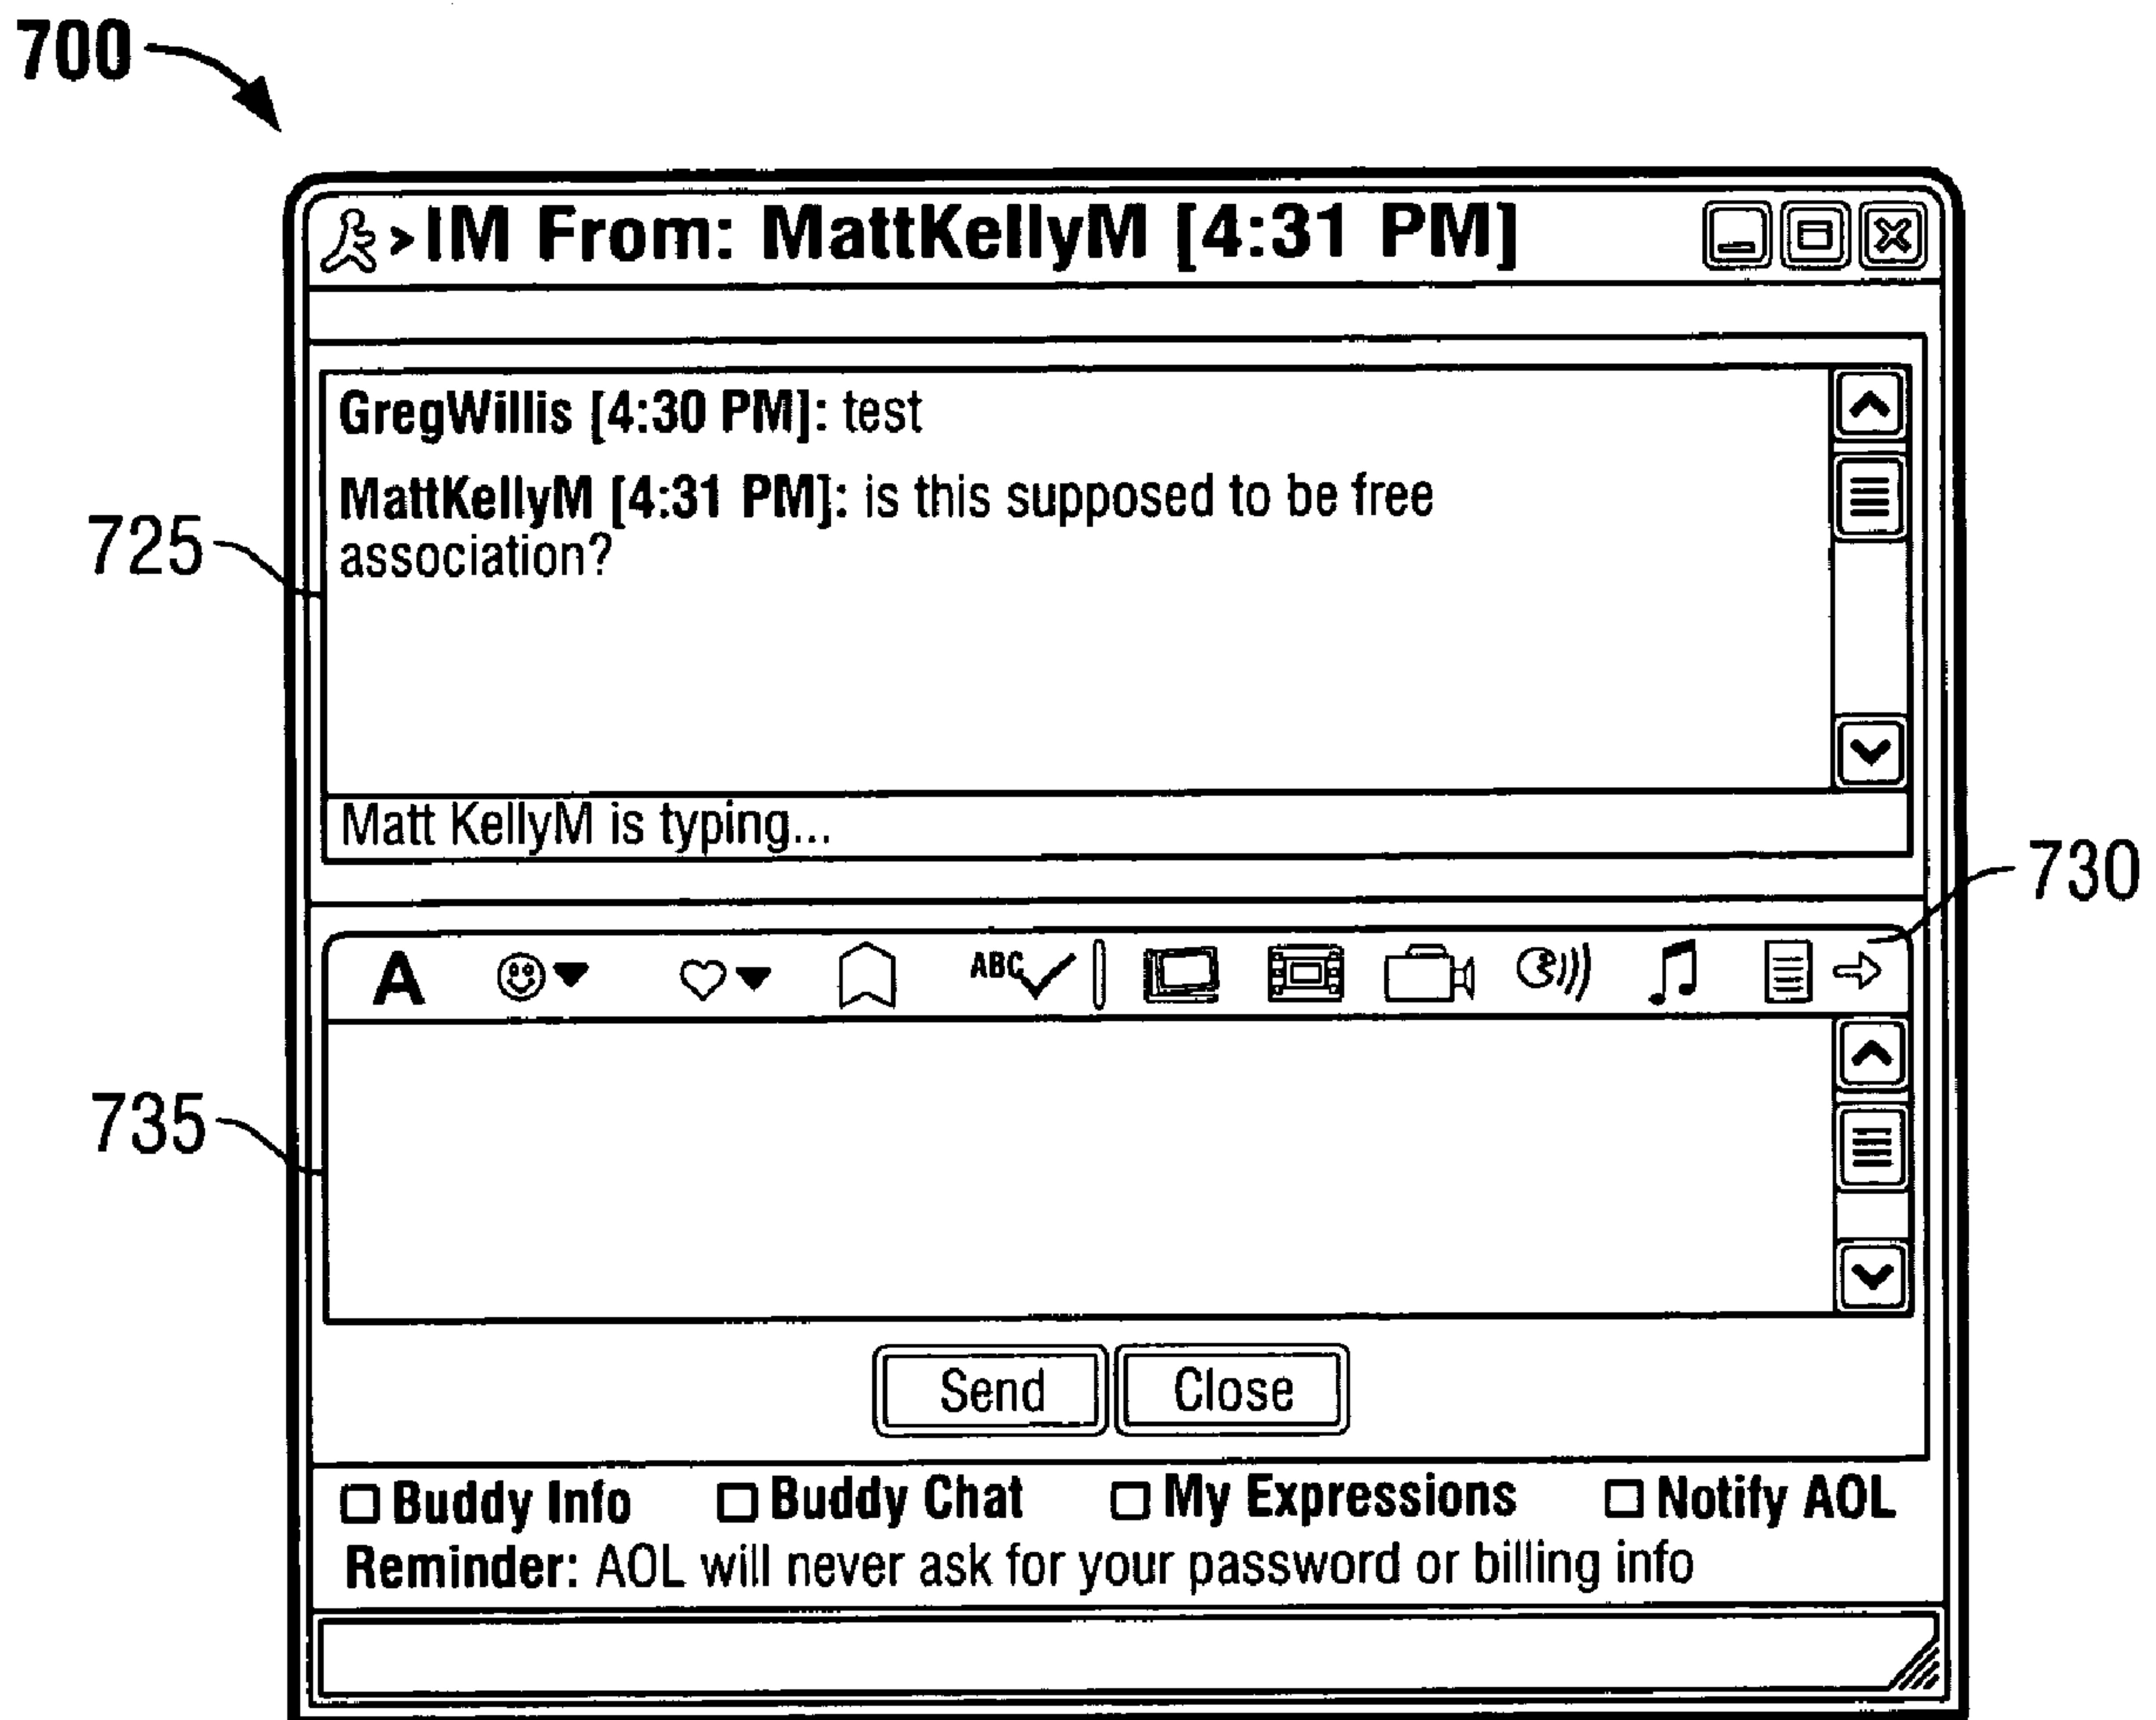 700
>IM From: MattKellyM [4:31 PM]
GregWillis [4:30 PM]: test
MattKellyM [4:31 PM]: is this supposed to be free
association?
725
Matt KellyM is typing...
730
A ABC
735
Send Close
Buddy Info Buddy Chat My Expressions Notify AOL
Reminder: AOL will never ask for your password or billing info